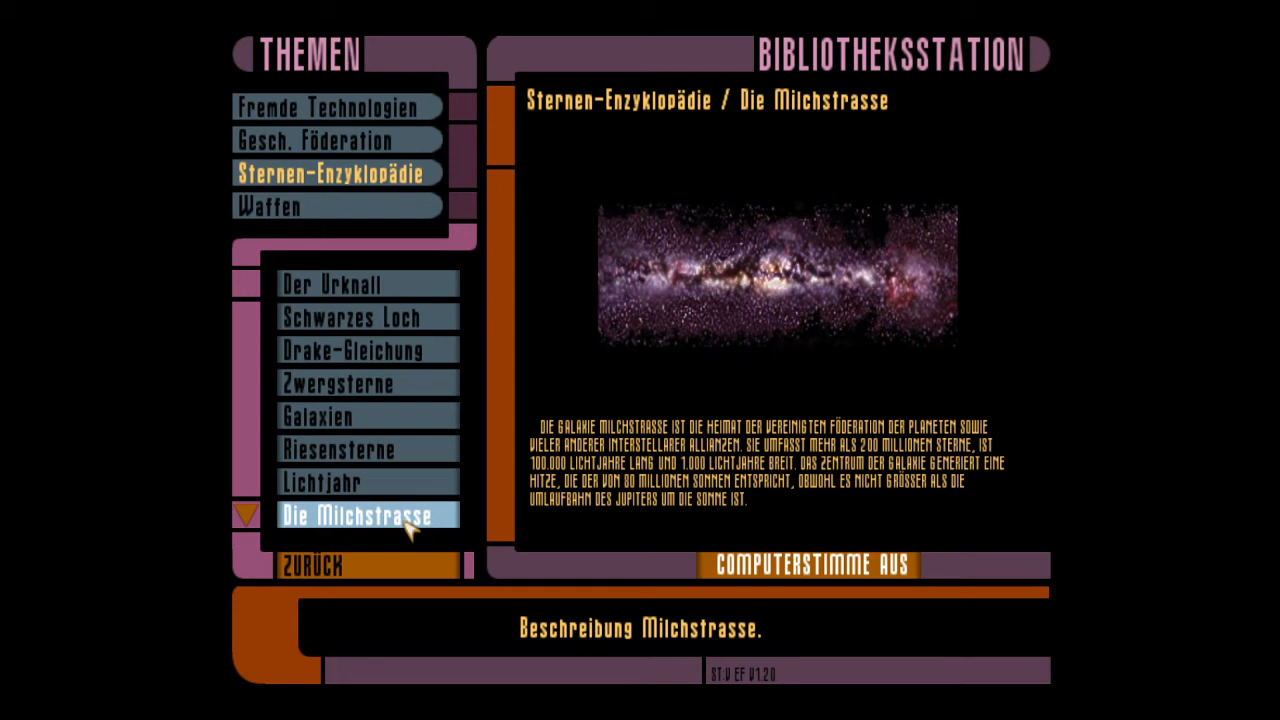 THEMEN
BIBLIOTHEKSSTATION
Fremde Technologien
Gesch. Föderation
Sternen-Enzyklopädie
Waffen
Der Urknall
Schwarzes Loch
Drake-Gleichung
Zwergsterne
Galaxien
Riesensterne
Lichtjahr
Die Milchstrasse
ZURÜCK
Sternen-Enzyklopädie / Die Milchstrasse
DIE GALAXIE MILCHSTRASSE IST DIE HEIMAT DER VEREINIGTEN FÖDERATION DER PLANETEN SOWIE
VIELER ANDERER INTERSTELLARER ALLIANZEN. SIE UMFASST MEHR ALS 200 MILLIONEN STERNE, IST
100.000 LICHTJAHRE LANG UND 1.000 LICHTJAHRE BREIT. DAS ZENTRUM DER GALAXIE GENERIERT EINE
HITZE, DIE DER VON 80 MILLIONEN SONNEN ENTSPRICHT, OBWOHL ES NICHT GRÖSSER ALS DIE
UMLAUFBAHN DES JUPITERS UM DIE SONNE IST.
COMPUTERSTIMME AUS
Beschreibung Milchstrasse.
ST:V EF V1.20